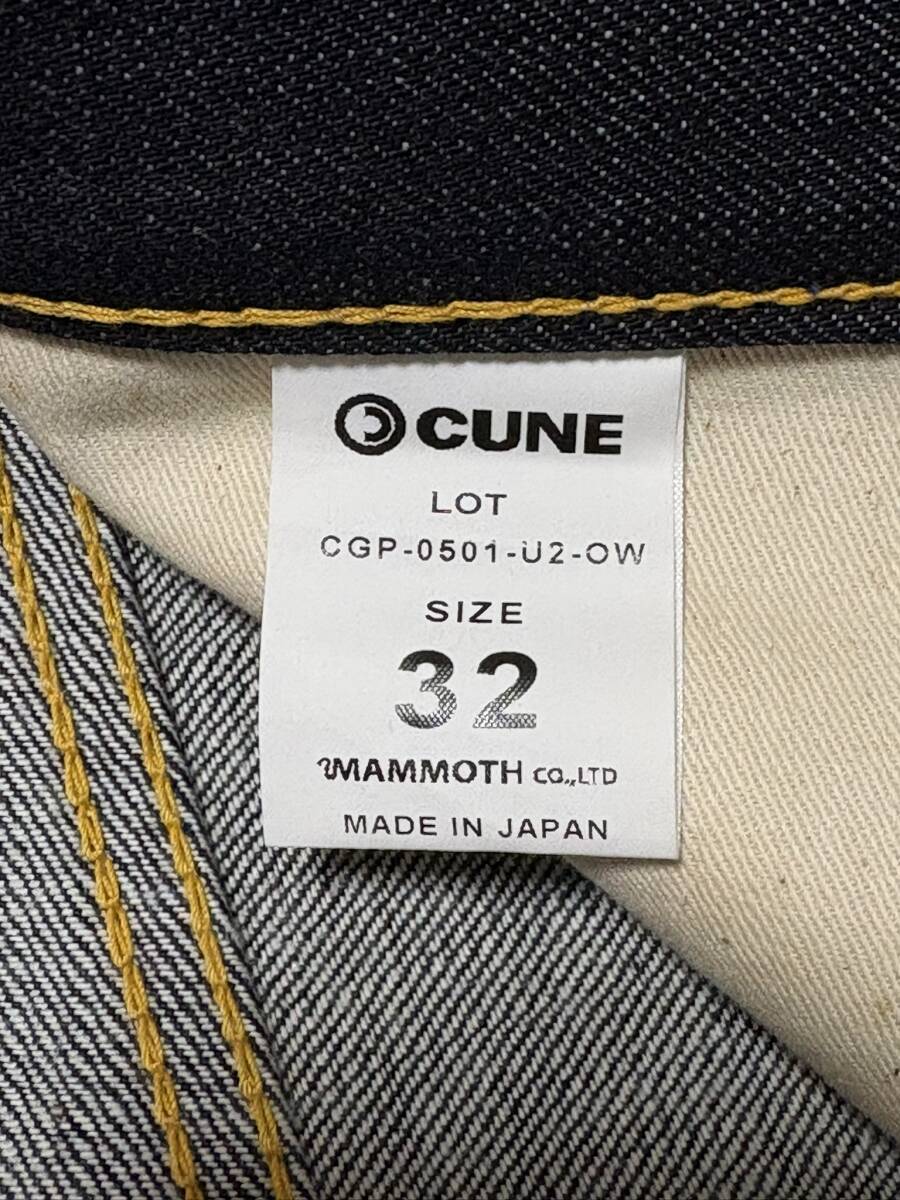 CUNE
LOT
CGP-0501-U2-OW
SIZE
32
MAMMOTH CO.,LTD
MADE IN JAPAN